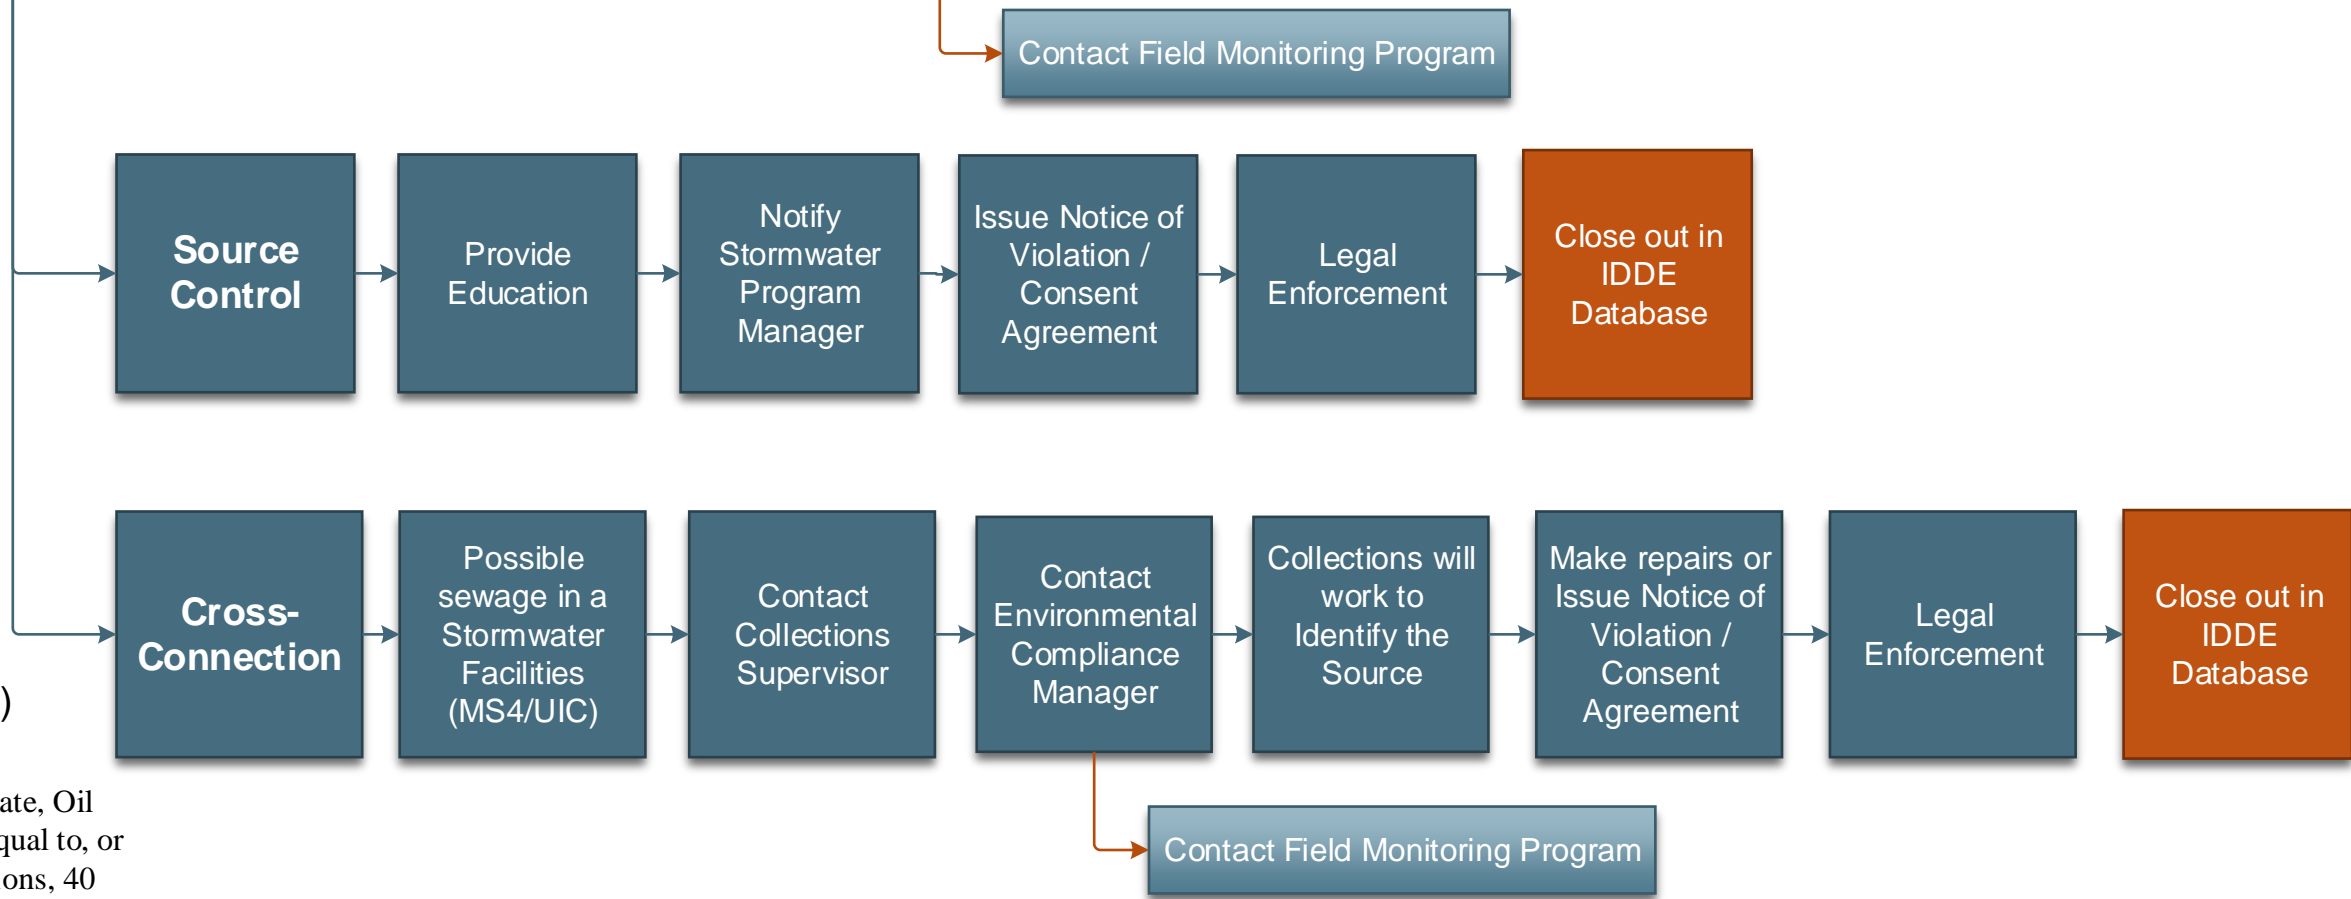 Contact Field Monitoring Program
Source
Control
Provide
Education
Notify
Stormwater
Program
Manager
Issue Notice of
Violation /
Consent
Agreement
Legal
Enforcement
Close out in
IDDE
Database
Cross-
Connection
Possible
sewage in a
Stormwater
Facilities
(MS4/UIC)
Contact
Collections
Supervisor
Contact
Environmental
Compliance
Manager
Collections will
work to
Identify the
Source
Make repairs or
Issue Notice of
Violation /
Consent
Agreement
Legal
Enforcement
Close out in
IDDE
Database
)
Oil
to, or
40
Contact Field Monitoring Program